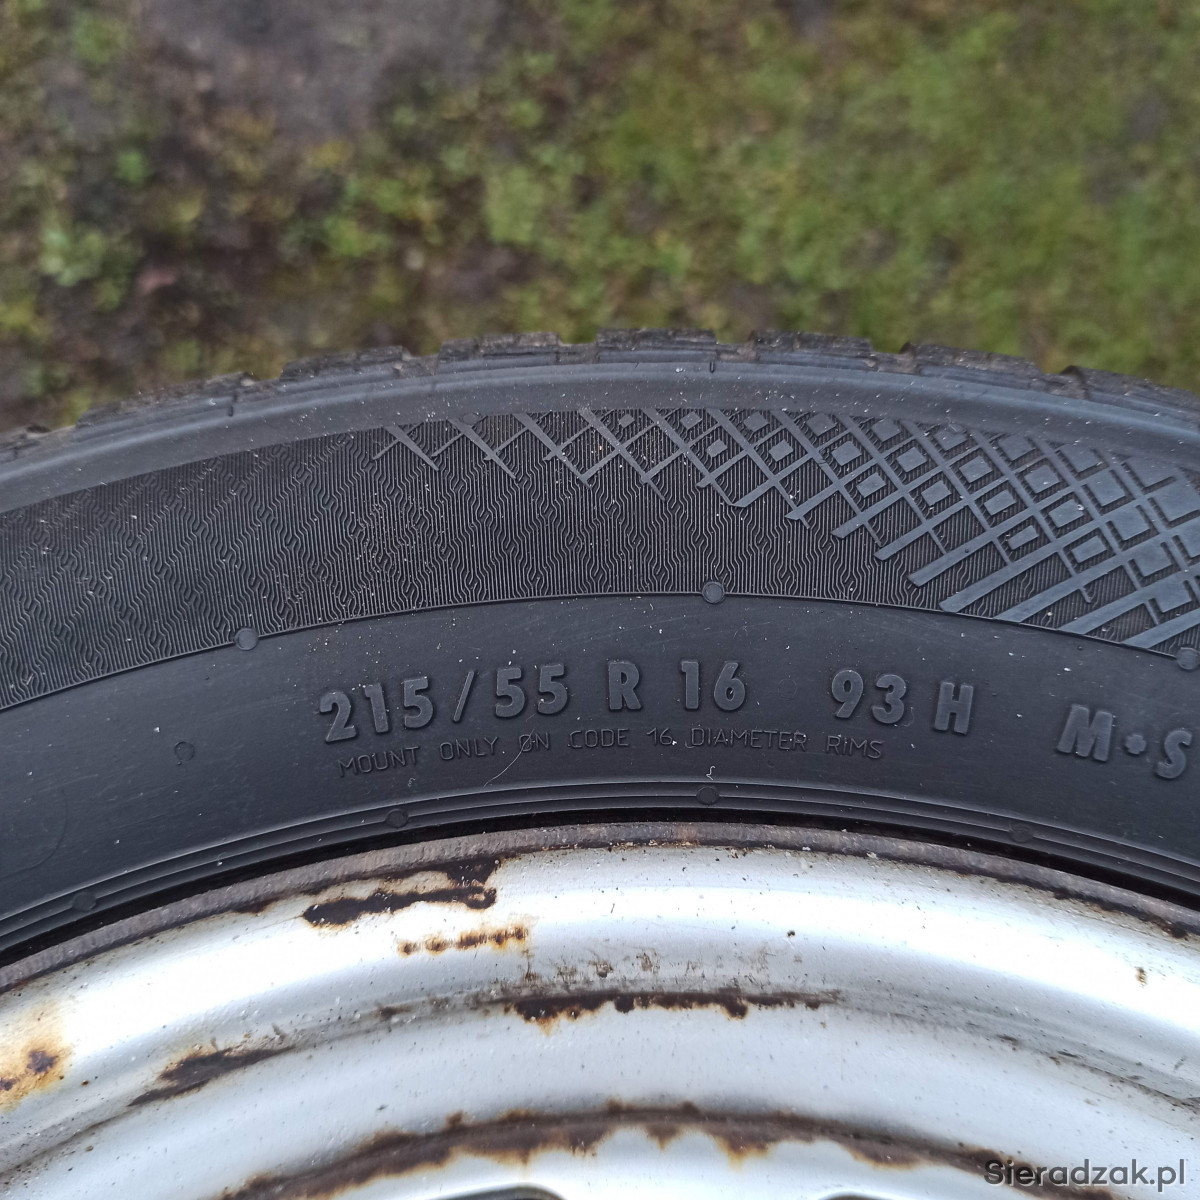 215/55 R 16 93 H M+S
MOUNT ONLY ON CODE 16 DIAMETER RIMS
Sieradzak.pl